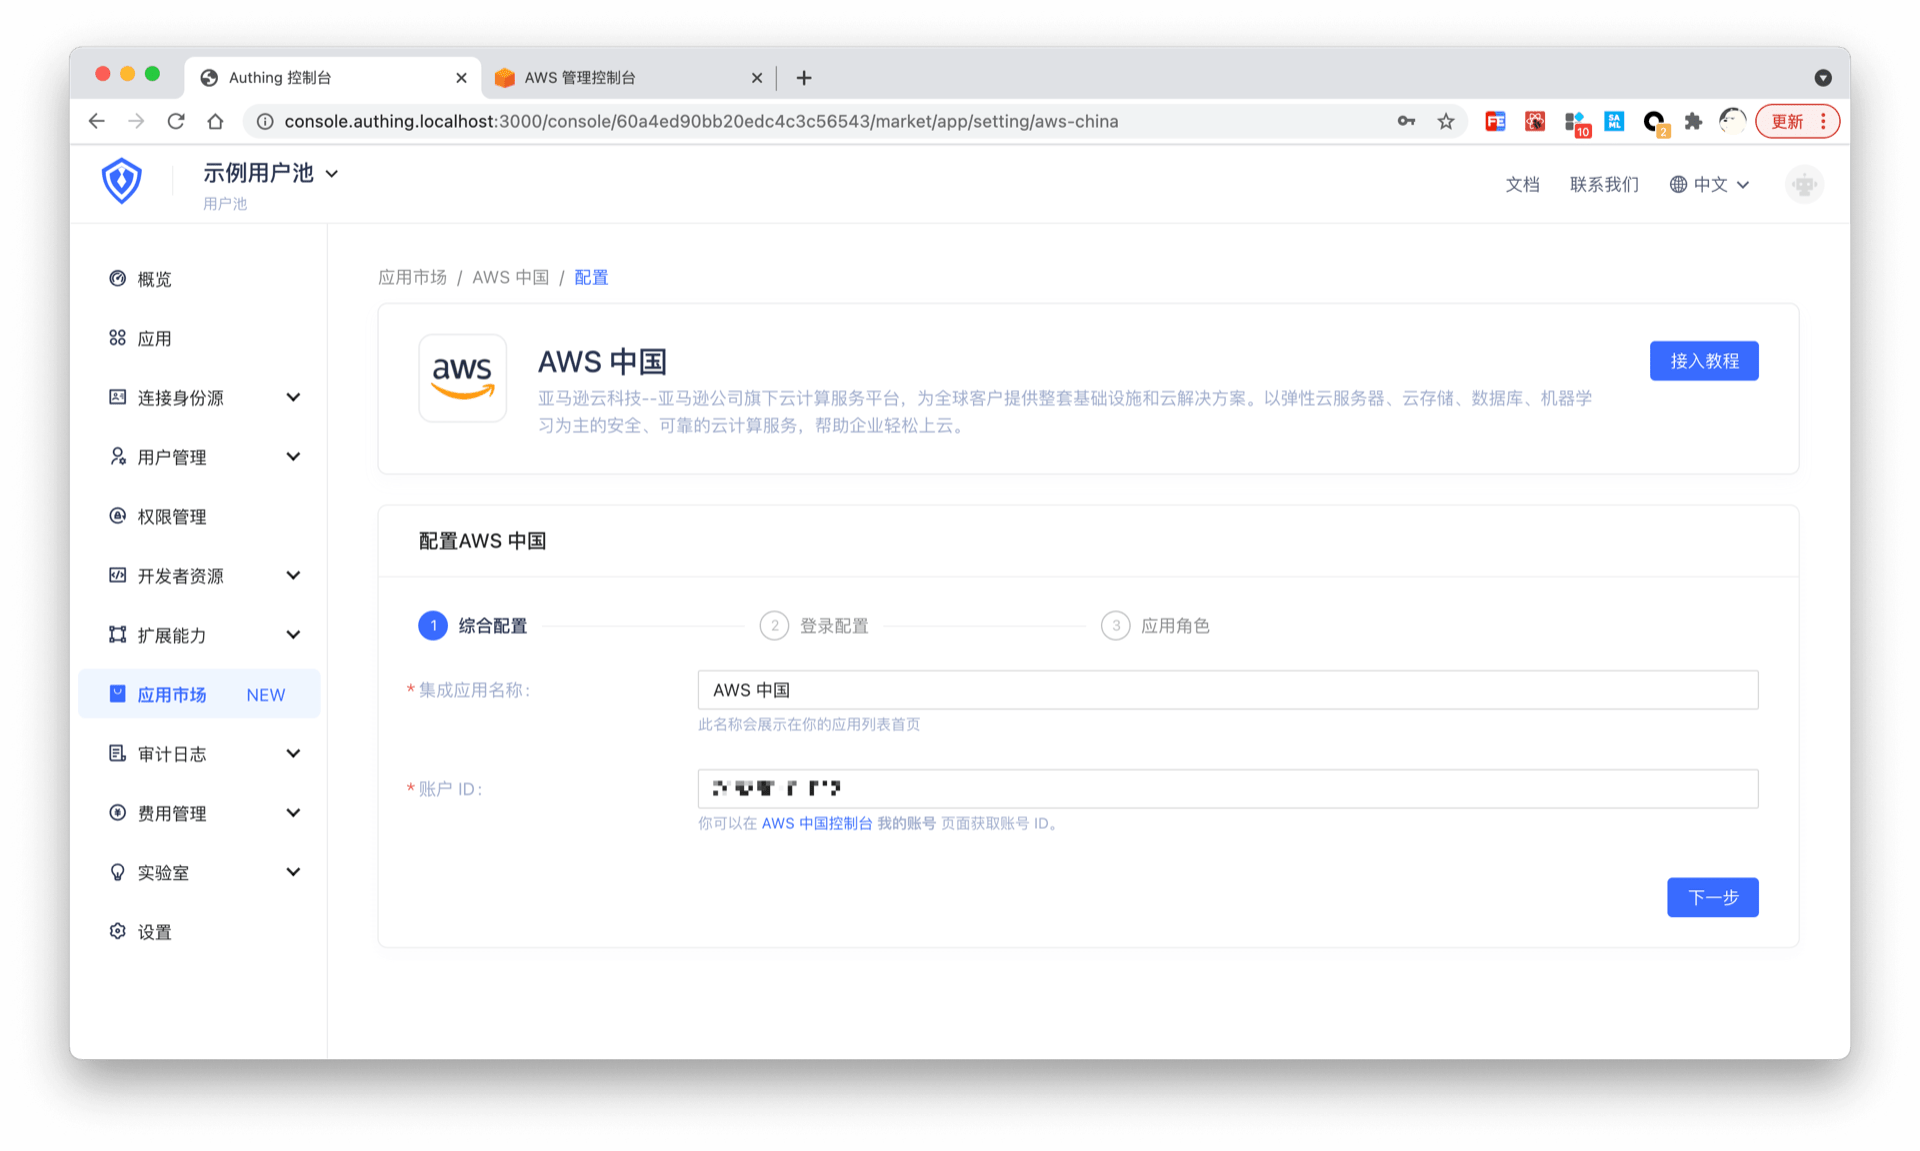 Authing 控制台
AWS 管理控制台
console.authing.localhost:3000/console/60a4ed90bb20edc4c3c56543/market/app/setting/aws-china
FE
10
SA
ML
2
更新
示例用户池
用户池
文档
联系我们
中文
概览
应用
连接身份源
用户管理
权限管理
开发者资源
扩展能力
应用市场 NEW
审计日志
费用管理
实验室
设置
应用市场 / AWS 中国 / 配置
aws
AWS 中国
亚马逊云科技--亚马逊公司旗下云计算服务平台，为全球客户提供整套基础设施和云解决方案。以弹性云服务器、云存储、数据库、机器学
习为主的安全、可靠的云计算服务，帮助企业轻松上云。
接入教程
配置AWS 中国
1 综合配置
2 登录配置
3 应用角色
* 集成应用名称:
AWS 中国
此名称会展示在你的应用列表首页
* 账户 ID:
你可以在 AWS 中国控制台 我的账号 页面获取账号 ID。
下一步